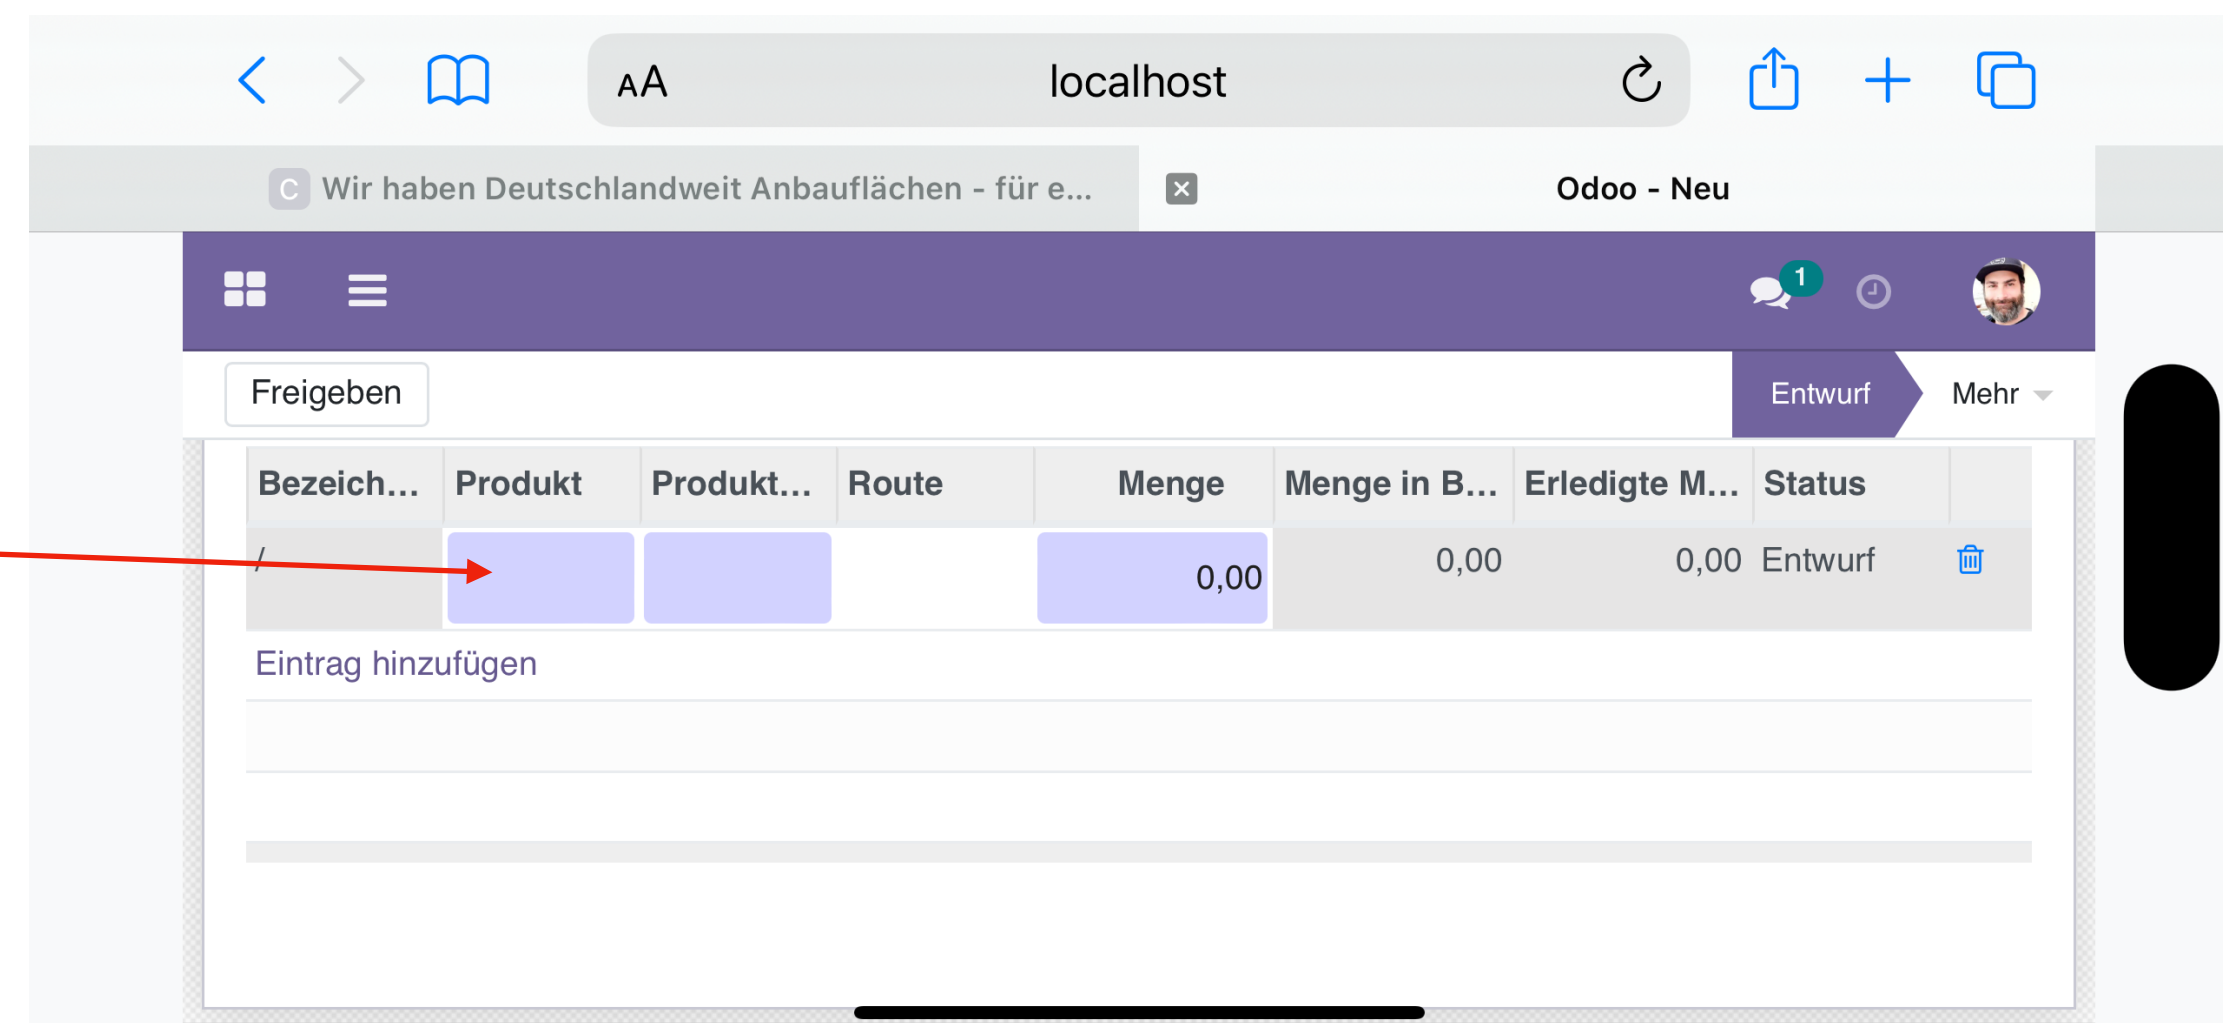 AA localhost
C Wir haben Deutschlandweit Anbauflächen - für e... Odoo - Neu
1
Freigeben Entwurf Mehr
Bezeich... Produkt Produkt... Route Menge Menge in B... Erledigte M... Status
/ 0,00 0,00 0,00 Entwurf
Eintrag hinzufügen